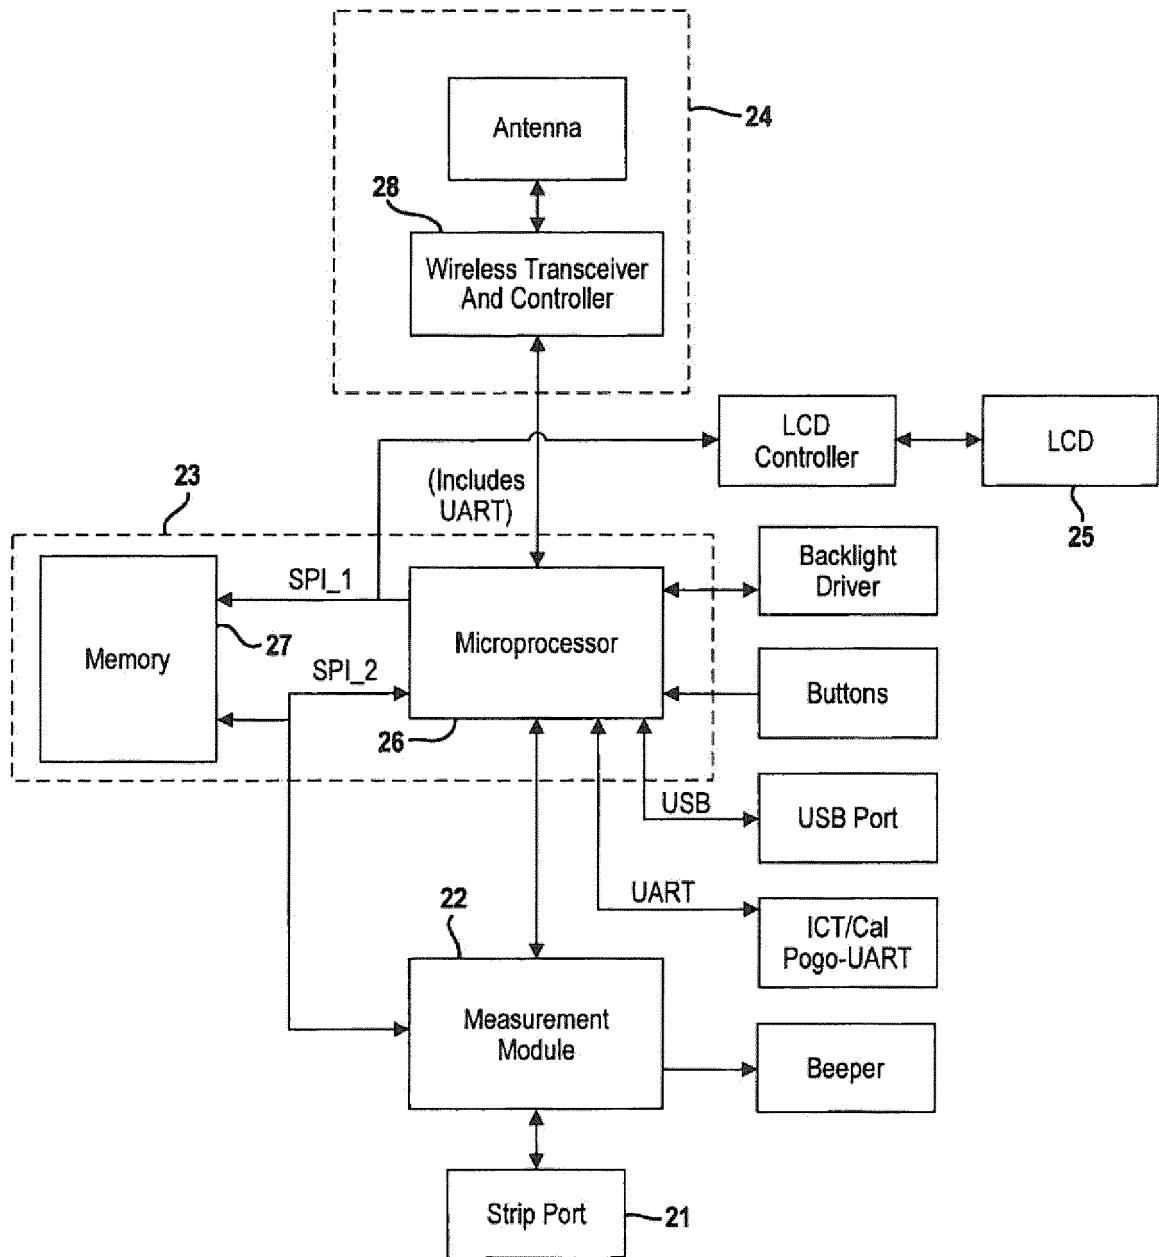 24
Antenna
28
Wireless Transceiver
And Controller
LCD
Controller
LCD
25
(Includes
UART)
23
SPI_1
Memory
27
SPI_2
Microprocessor
26
Backlight
Driver
Buttons
USB
USB Port
UART
ICT/Cal
Pogo-UART
22
Measurement
Module
Beeper
Strip Port
21